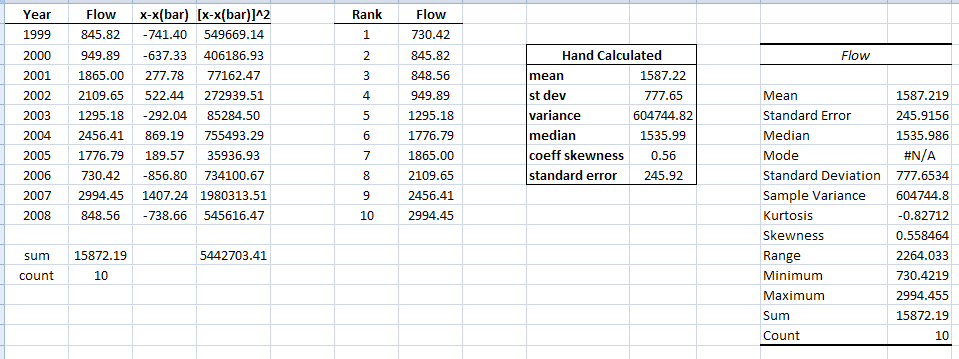 Year Flow x-x(bar) [x-x(bar)]^2 Rank Flow
1999 845.82 -741.40 549669.14 1 730.42
2000 949.89 -637.33 406186.93 2 845.82 Hand Calculated Flow
2001 1865.00 277.78 77162.47 3 848.56 mean 1587.22
2002 2109.65 522.44 272939.51 4 949.89 st dev 777.65 Mean 1587.219
2003 1295.18 -292.04 85284.50 5 1295.18 variance 604744.82 Standard Error 245.9156
2004 2456.41 869.19 755493.29 6 1776.79 median 1535.99 Median 1535.986
2005 1776.79 189.57 35936.93 7 1865.00 coeff skewness 0.56 Mode #N/A
2006 730.42 -856.80 734100.67 8 2109.65 standard error 245.92 Standard Deviation 777.6534
2007 2994.45 1407.24 1980313.51 9 2456.41 Sample Variance 604744.8
2008 848.56 -738.66 545616.47 10 2994.45 Kurtosis -0.82712
Skewness 0.558464
sum 15872.19 5442703.41 Range 2264.033
count 10 Minimum 730.4219
Maximum 2994.455
Sum 15872.19
Count 10